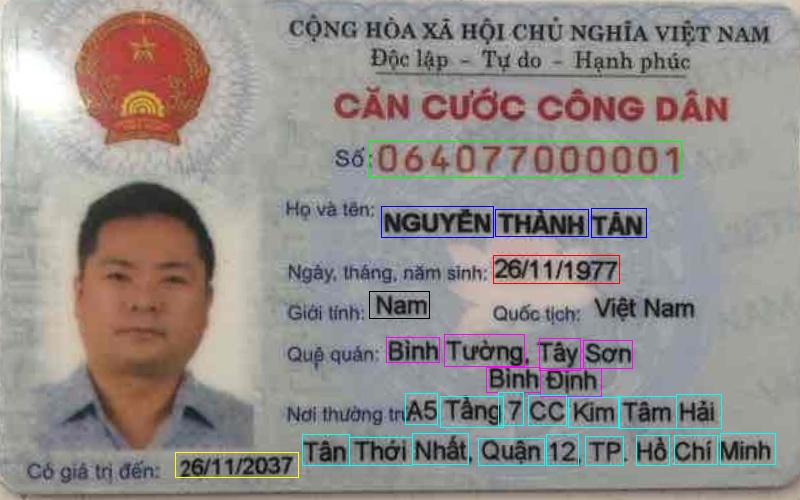 CỘNG HÒA XÃ HỘI CHỦ NGHĨA VIỆT NAM
Độc lập - Tự do - Hạnh phúc
CĂN CƯỚC CÔNG DÂN
Số: 064077000001
Họ và tên: NGUYỄN THÀNH TÂN
Ngày, tháng, năm sinh: 26/11/1977
Giới tính: Nam Quốc tịch: Việt Nam
Quê quán: Bình Tường, Tây Sơn
Bình Định
Nơi thường trú: A5 Tầng 7 CC Kim Tâm Hải
Tân Thới Nhất, Quận 12, TP. Hồ Chí Minh
Có giá trị đến: 26/11/2037